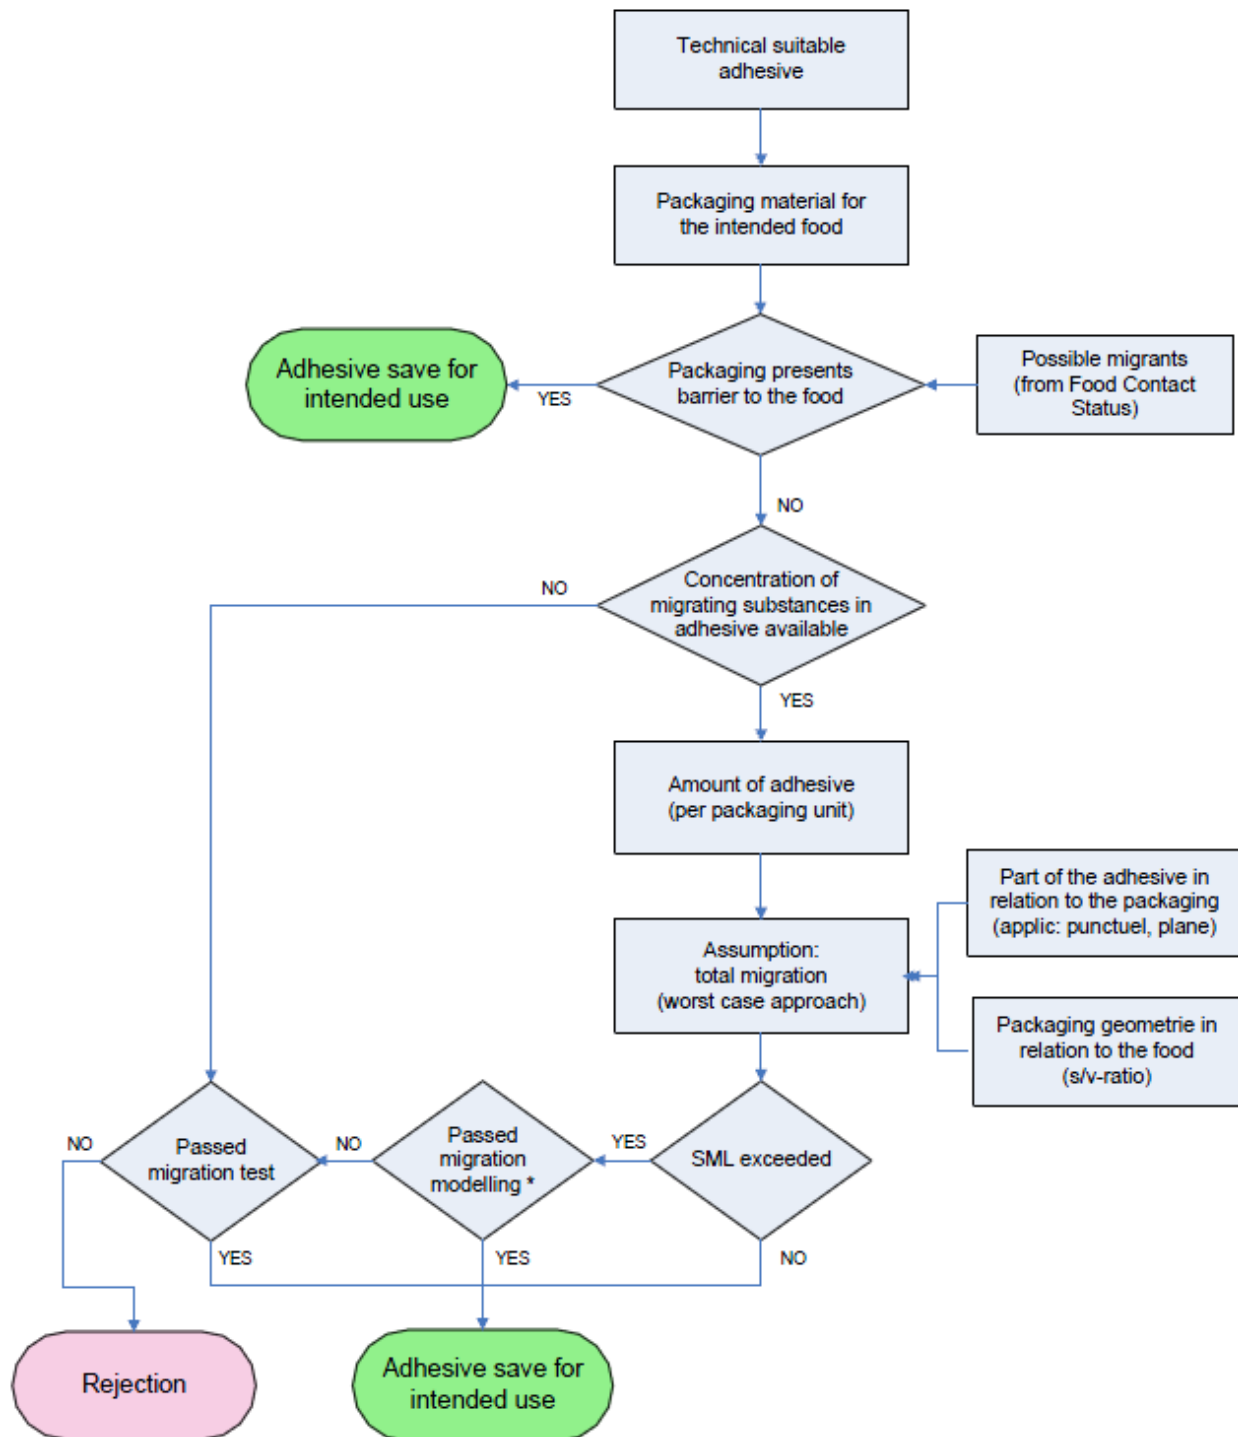 Technical suitable
adhesive
Packaging material for
the intended food
Adhesive save for
intended use
YES
Packaging presents
barrier to the food
Possible migrants
(from Food Contact
Status)
NO
NO
Concentration of
migrating substances in
adhesive available
YES
Amount of adhesive
(per packaging unit)
Part of the adhesive in
relation to the packaging
(applic: punctuel, plane)
Assumption:
total migration
(worst case approach)
Packaging geometrie in
relation to the food
(s/v-ratio)
NO
Passed
migration test
NO
Passed
migration
modelling *
YES
SML exceeded
YES
YES
NO
Rejection
Adhesive save for
intended use